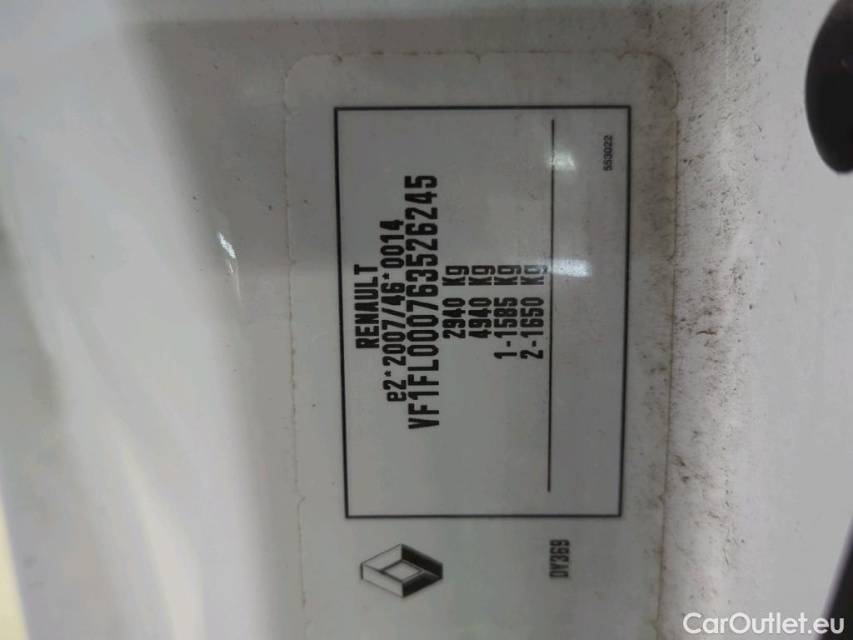 RENAULT
e2*2007/46*0014
VF1FL000763526245
2940 Kg
4940 Kg
1-1585 Kg
2-1650 Kg
553022
DY369
CarOutlet.eu